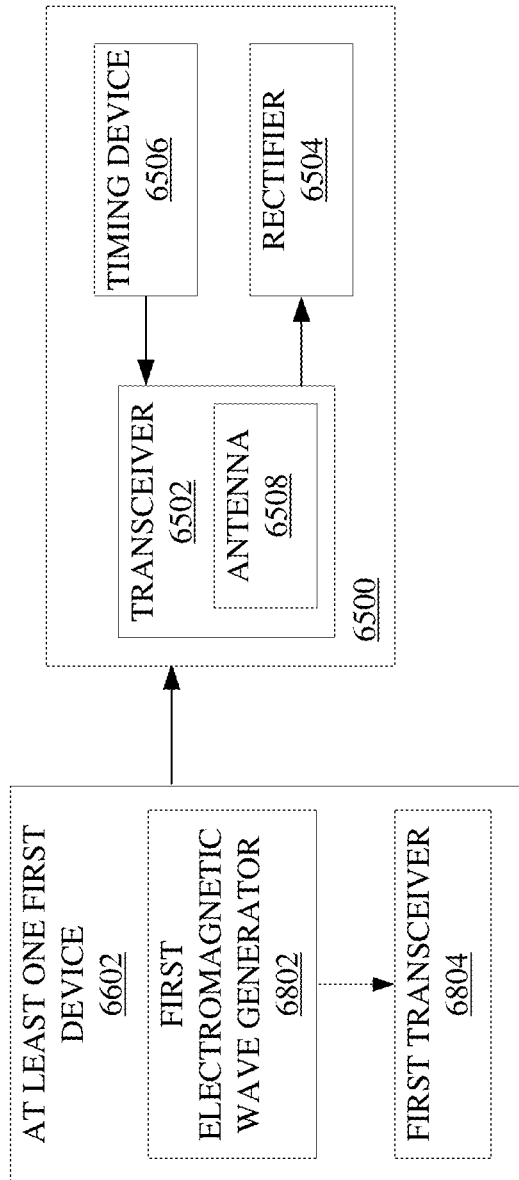 AT LEAST ONE FIRST
DEVICE
6602
FIRST
ELECTROMAGNETIC
WAVE GENERATOR
6802
FIRST TRANSCEIVER
6804
TRANSCEIVER
6502
ANTENNA
6508
6500
TIMING DEVICE
6506
RECTIFIER
6504